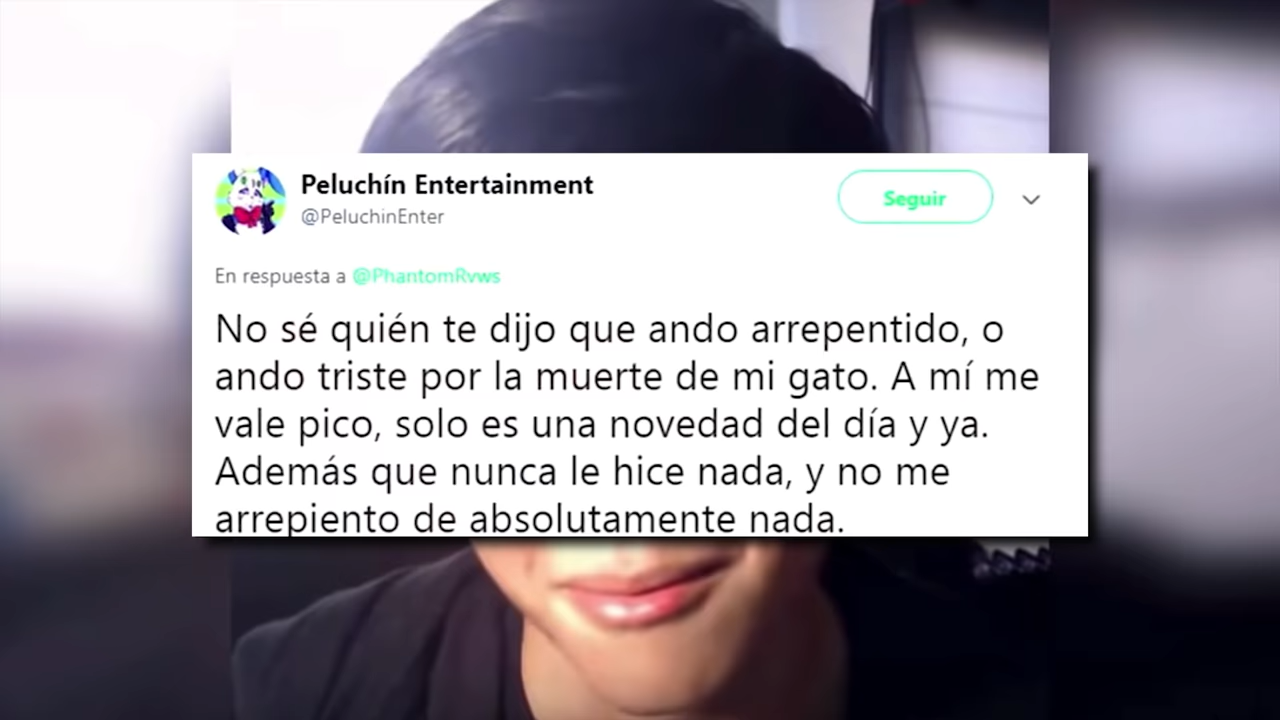 Peluchín Entertainment
@PeluchinEnter
Seguir
En respuesta a @PhantomRvws
No sé quién te dijo que ando arrepentido, o
ando triste por la muerte de mi gato. A mí me
vale pico, solo es una novedad del día y ya.
Además que nunca le hice nada, y no me
arrepiento de absolutamente nada.